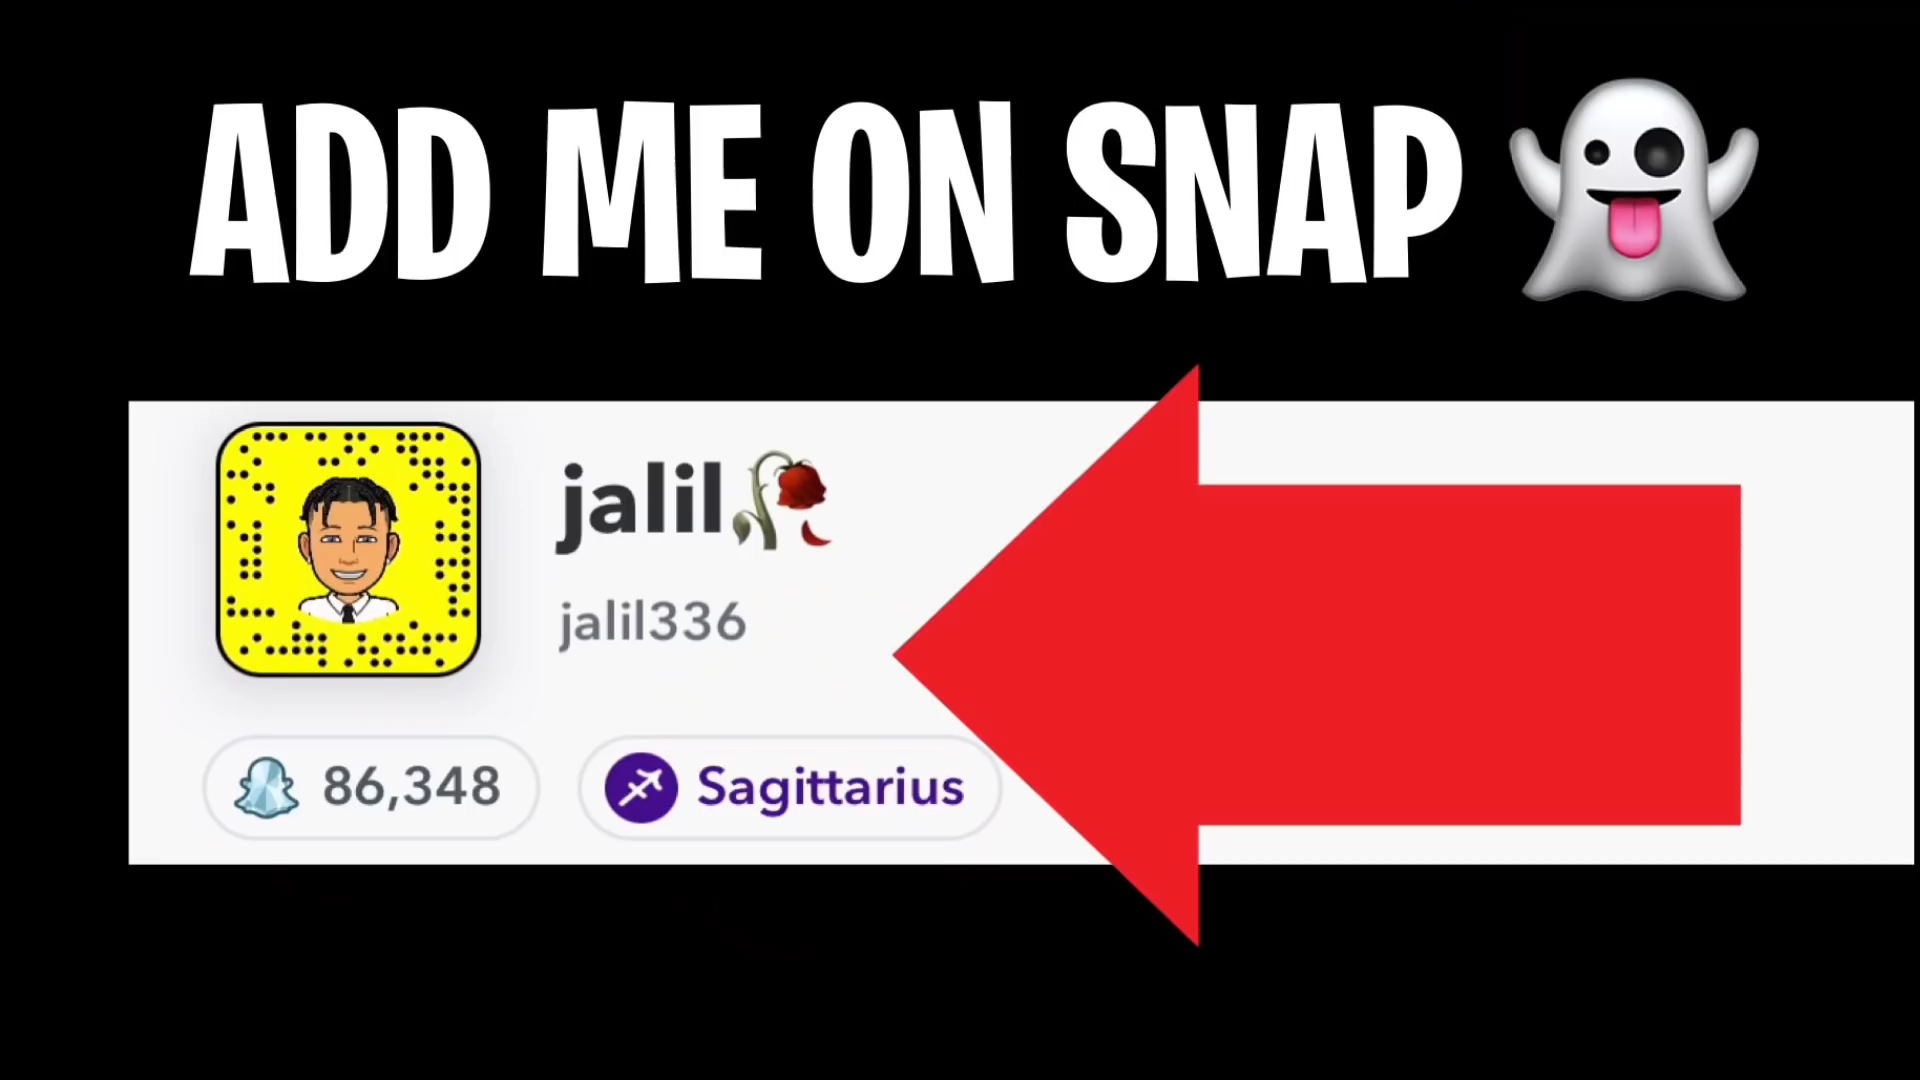 ADD ME ON SNAP 👻
jalil🥀
jalil336
86,348
Sagittarius